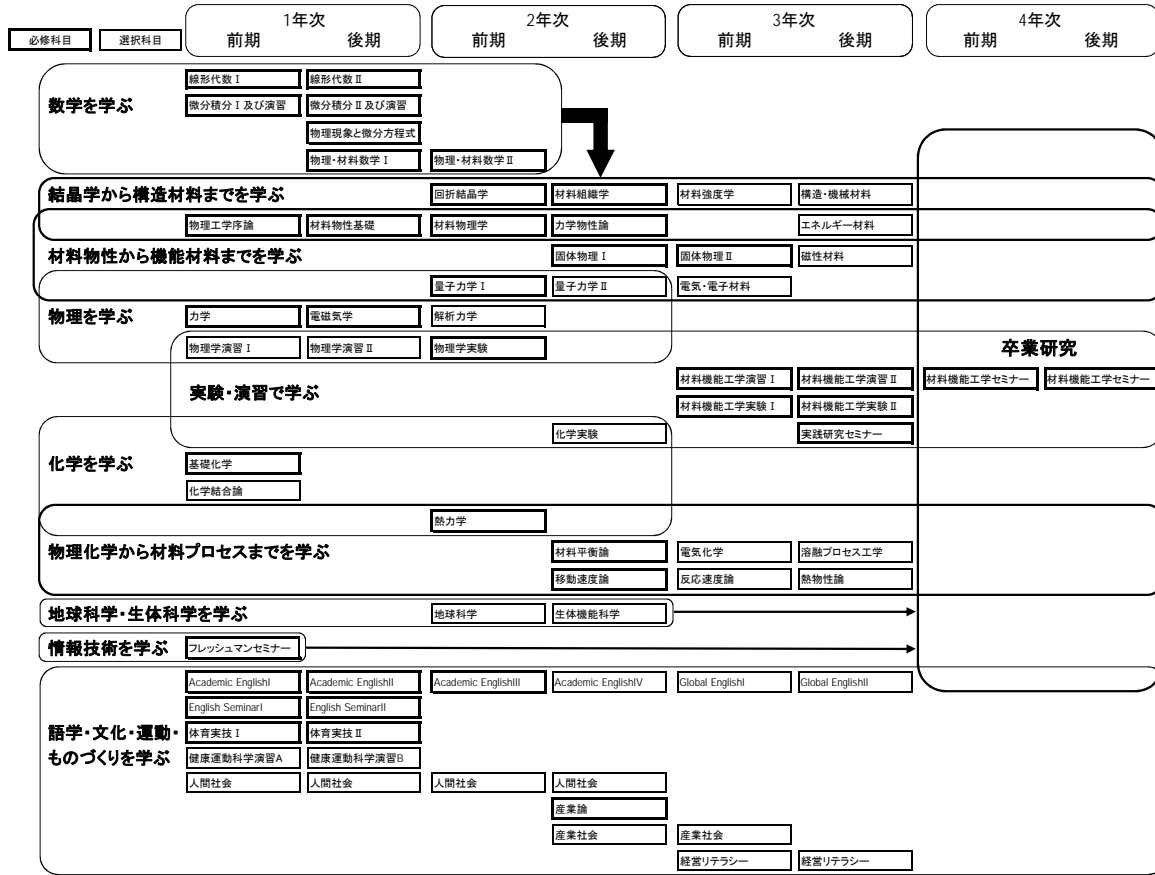 1年次 2年次 3年次 4年次
必修科目 選択科目 前期 後期 前期 後期 前期 後期 前期 後期
線形代数Ⅰ 線形代数Ⅱ
数学を学ぶ 微分積分Ⅰ及び演習 微分積分Ⅱ及び演習
物理現象と微分方程式
物理・材料数学Ⅰ 物理・材料数学Ⅱ
結晶学から構造材料までを学ぶ 回折結晶学 材料組織学 材料強度学 構造・機械材料
物理工学序論 材料物性基礎 材料物理学 力学物性論 エネルギー材料
材料物性から機能材料までを学ぶ 固体物理Ⅰ 固体物理Ⅱ 磁性材料
量子力学Ⅰ 量子力学Ⅱ 電気・電子材料
物理を学ぶ 力学 電磁気学 解析力学
物理学演習Ⅰ 物理学演習Ⅱ 物理学実験 卒業研究
実験・演習で学ぶ 材料機能工学演習Ⅰ 材料機能工学演習Ⅱ 材料機能工学セミナー 材料機能工学セミナー
材料機能工学実験Ⅰ 材料機能工学実験Ⅱ
化学実験 実践研究セミナー
化学を学ぶ 基礎化学
化学結合論
熱力学
物理化学から材料プロセスまでを学ぶ 材料平衡論 電気化学 溶融プロセス工学
移動速度論 反応速度論 熱物性論
地球科学・生体科学を学ぶ 地球科学 生体機能科学
情報技術を学ぶ フレッシュマンセミナー
Academic EnglishI Academic EnglishII Academic EnglishIII Academic EnglishIV Global EnglishI Global EnglishII
English SeminarI English SeminarII
語学・文化・運動・ 体育実技Ⅰ 体育実技Ⅱ
ものづくりを学ぶ 健康運動科学演習A 健康運動科学演習B
人間社会 人間社会 人間社会 人間社会
産業論
産業社会 産業社会
経営リテラシー 経営リテラシー